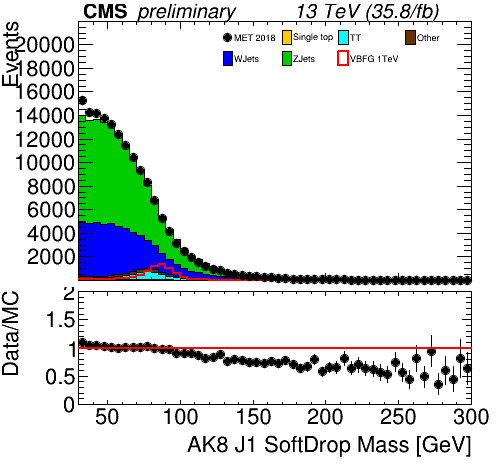 CMS preliminary 13 TeV (35.8/fb)
Events
MET 2018 Single top TT Other
WJets ZJets VBFG 1TeV
20000
18000
16000
14000
12000
10000
8000
6000
4000
2000
Data/MC
2
1.5
1
0.5
0
50 100 150 200 250 300
AK8 J1 SoftDrop Mass [GeV]